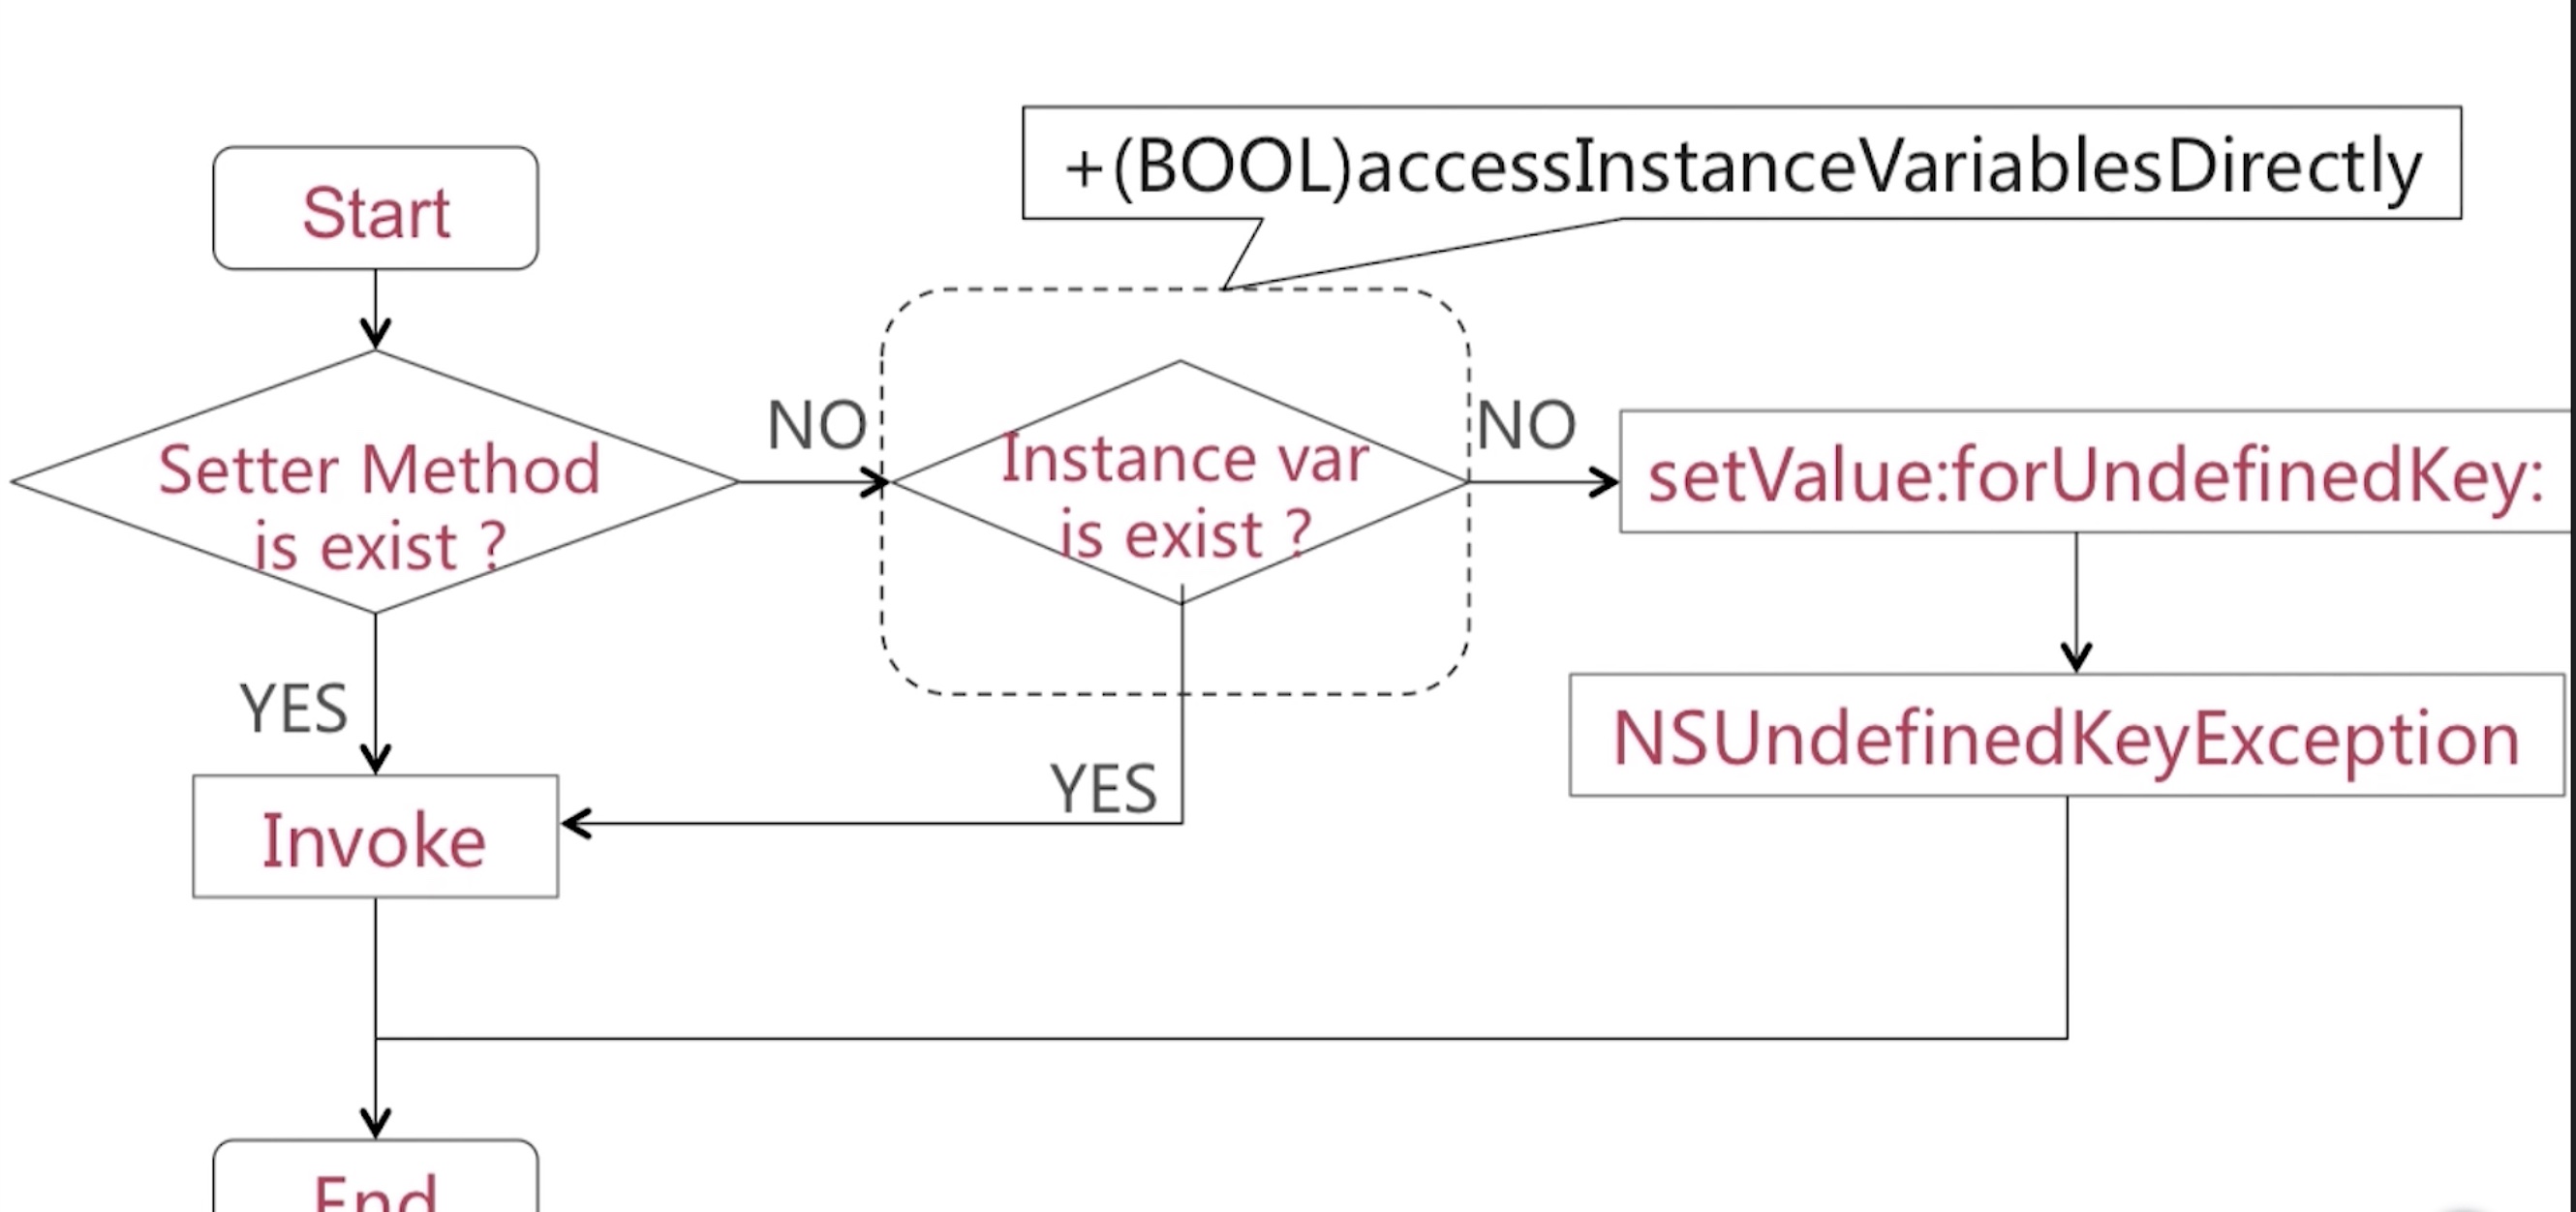 +(BOOL)accessInstanceVariablesDirectly
Start
Setter Method
is exist ?
NO
Instance var
is exist ?
NO
setValue:forUndefinedKey:
YES
YES
NSUndefinedKeyException
Invoke
End